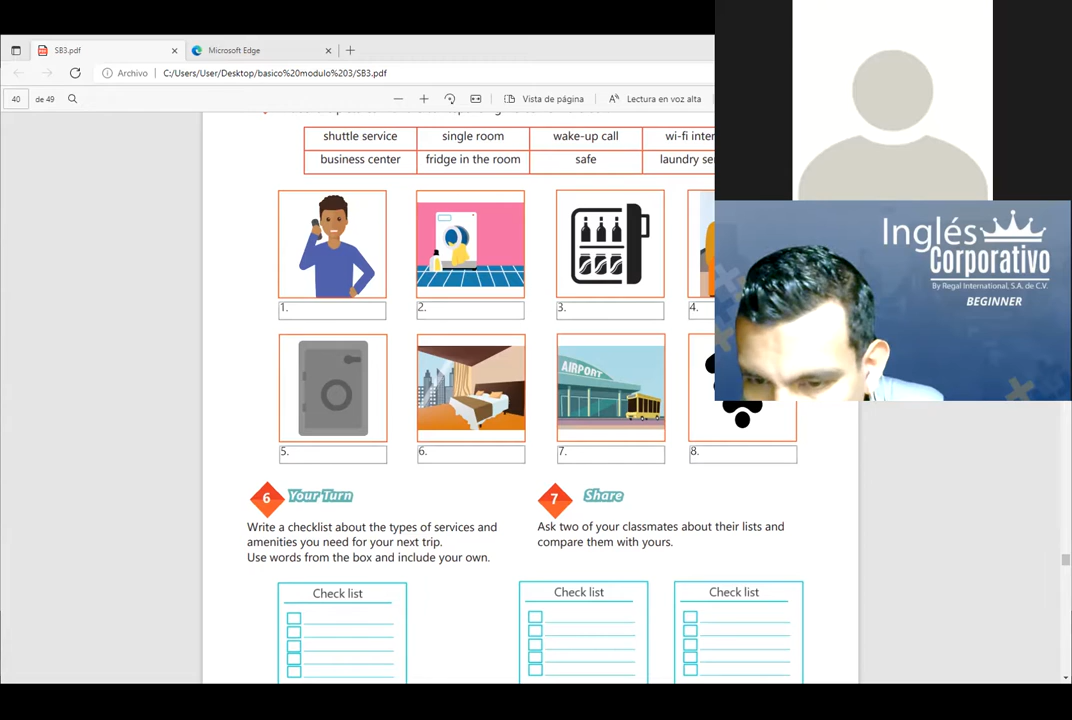 SB3.pdf
Microsoft Edge
Archivo
C:/Users/User/Desktop/basico%20modulo%203/SB3.pdf
40
de 49
Vista de página
Lectura en voz alta
shuttle service
single room
wake-up call
wi-fi inter
business center
fridge in the room
safe
laundry se
1.
2.
3.
4.
AIRPORT
5.
6.
7.
8.
6 Your Turn
Write a checklist about the types of services and
amenities you need for your next trip.
Use words from the box and include your own.
7 Share
Ask two of your classmates about their lists and
compare them with yours.
Check list
Check list
Check list
Inglés
Corporativo
By Regal International, S.A. de C.V.
BEGINNER